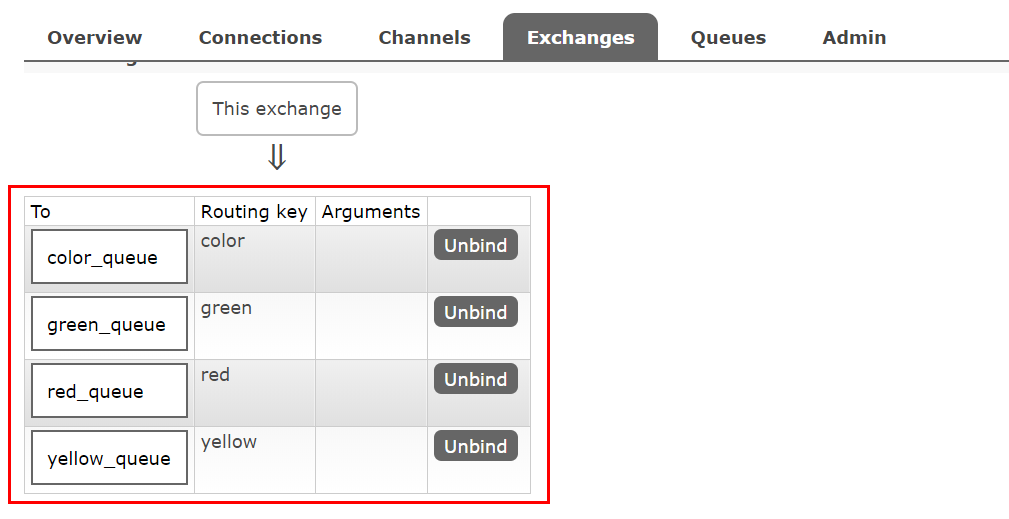 Overview Connections Channels Exchanges Queues Admin
This exchange
⇓
To Routing key Arguments
color_queue color Unbind
green_queue green Unbind
red_queue red Unbind
yellow_queue yellow Unbind